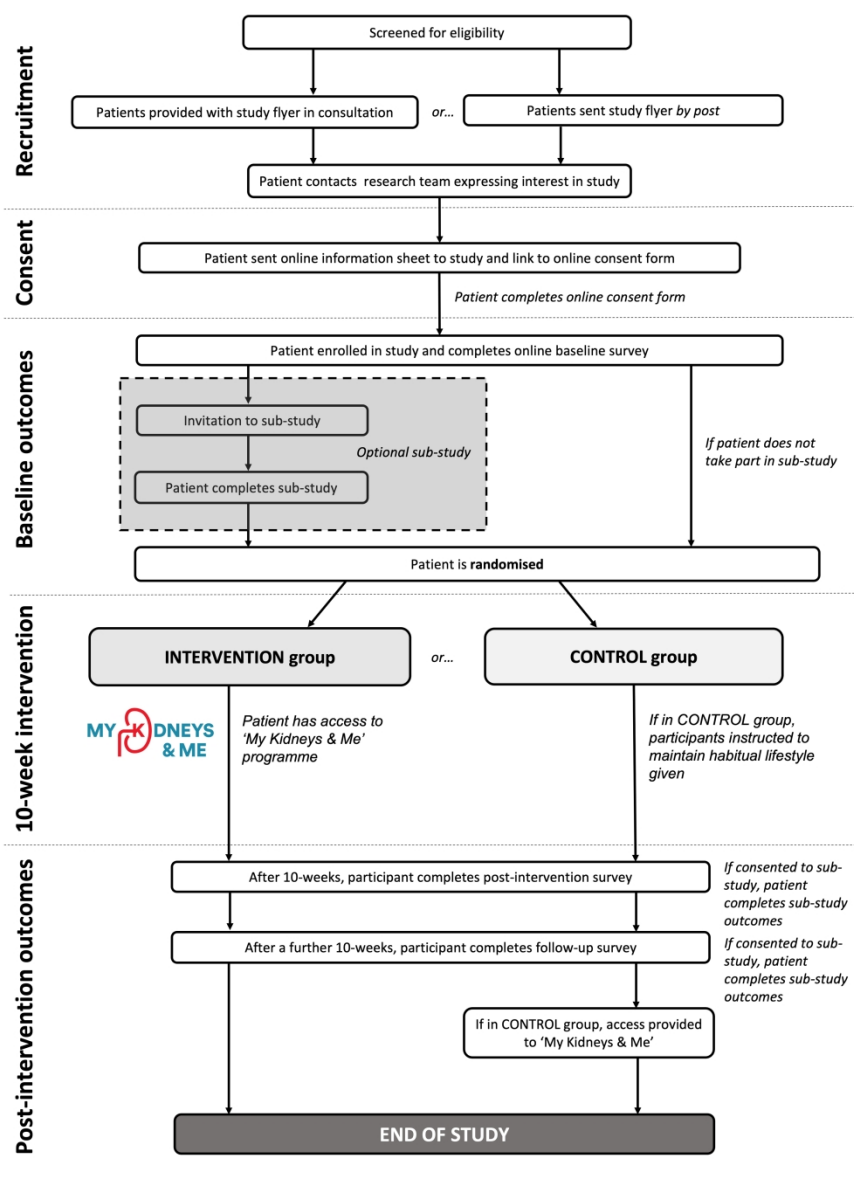 Recruitment
Screened for eligibility
Patients provided with study flyer in consultation
or...
Patients sent study flyer by post
Patient contacts research team expressing interest in study
Consent
Patient sent online information sheet to study and link to online consent form
Patient completes online consent form
Baseline outcomes
Patient enrolled in study and completes online baseline survey
Invitation to sub-study
Optional sub-study
Patient completes sub-study
If patient does not
take part in sub-study
Patient is randomised
10-week intervention
INTERVENTION group
or...
CONTROL group
MY KIDNEYS
& ME
Patient has access to
‘My Kidneys & Me’
programme
If in CONTROL group,
participants instructed to
maintain habitual lifestyle
given
Post-intervention outcomes
After 10-weeks, participant completes post-intervention survey
If consented to sub-
study, patient
completes sub-study
outcomes
After a further 10-weeks, participant completes follow-up survey
If consented to sub-
study, patient
completes sub-study
outcomes
If in CONTROL group, access provided
to ‘My Kidneys & Me’
END OF STUDY